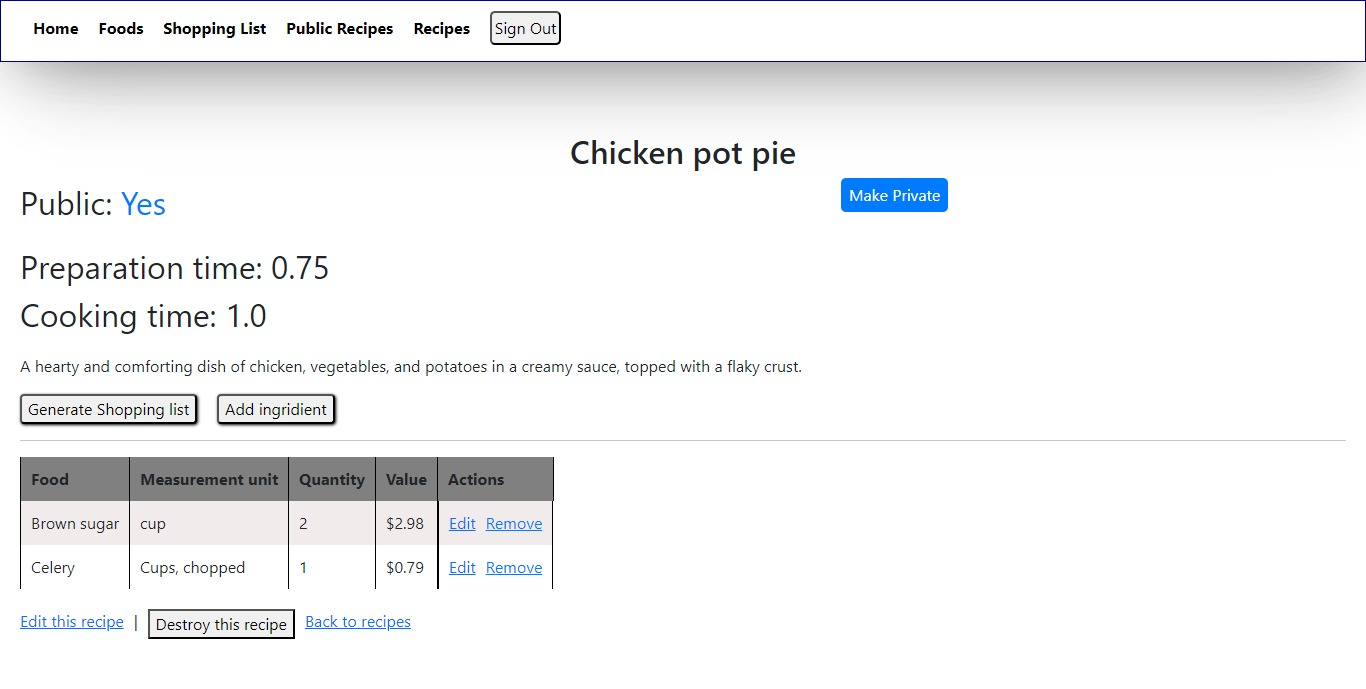 Home Foods Shopping List Public Recipes Recipes Sign Out
Chicken pot pie
Public: Yes
Make Private
Preparation time: 0.75
Cooking time: 1.0
A hearty and comforting dish of chicken, vegetables, and potatoes in a creamy sauce, topped with a flaky crust.
Generate Shopping list Add ingridient
Food Measurement unit Quantity Value Actions
Brown sugar cup 2 $2.98 Edit Remove
Celery Cups, chopped 1 $0.79 Edit Remove
Edit this recipe | Destroy this recipe Back to recipes